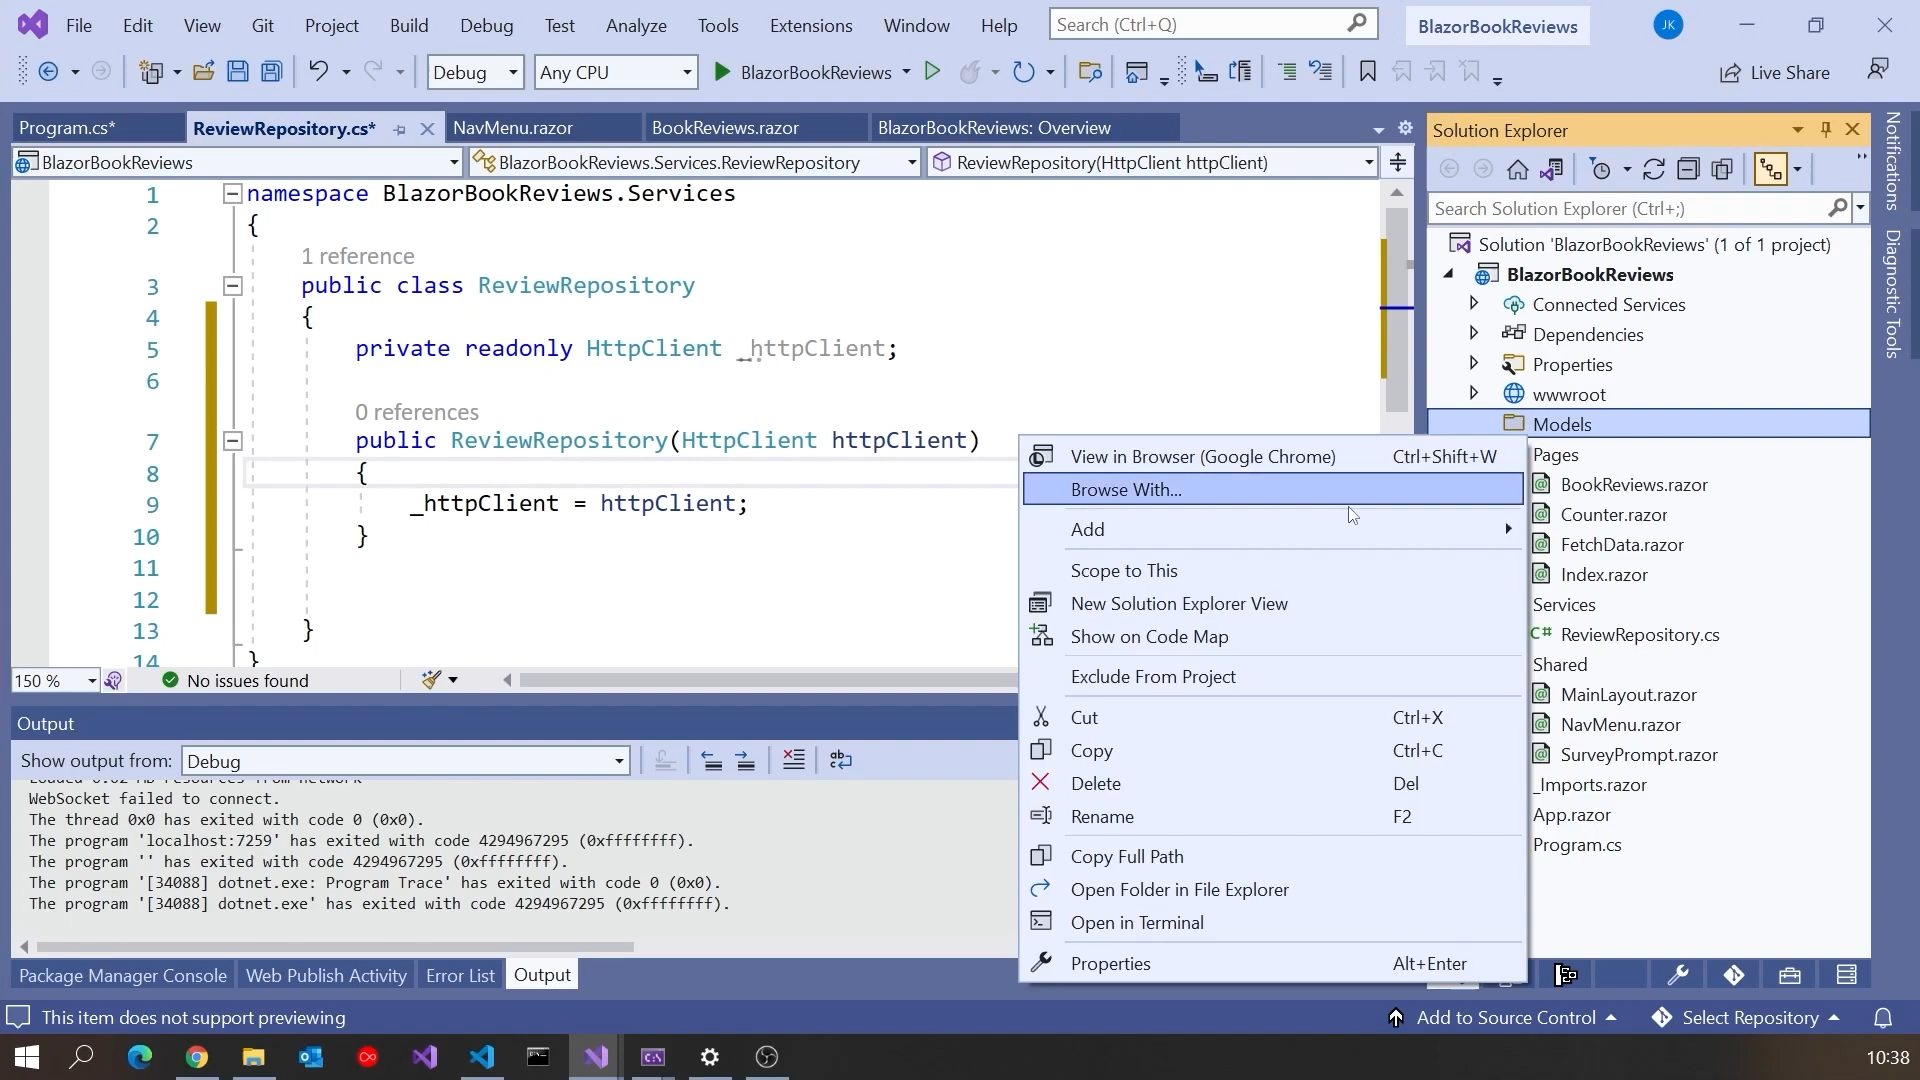 File Edit View Git Project Build Debug Test Analyze Tools Extensions Window Help Search (Ctrl+Q) BlazorBookReviews JK
Debug Any CPU BlazorBookReviews Live Share
Program.cs* ReviewRepository.cs* NavMenu.razor BookReviews.razor BlazorBookReviews: Overview
BlazorBookReviews BlazorBookReviews.Services.ReviewRepository ReviewRepository(HttpClient httpClient)
1 namespace BlazorBookReviews.Services
2 {
1 reference
3 public class ReviewRepository
4 {
5 private readonly HttpClient _httpClient;
6
0 references
7 public ReviewRepository(HttpClient httpClient)
8 {
9 _httpClient = httpClient;
10 }
11
12
13 }
14 }
150 % No issues found
Output
Show output from: Debug
WebSocket failed to connect.
The thread 0x0 has exited with code 0 (0x0).
The program 'localhost:7259' has exited with code 4294967295 (0xffffffff).
The program '' has exited with code 4294967295 (0xffffffff).
The program '[34088] dotnet.exe: Program Trace' has exited with code 0 (0x0).
The program '[34088] dotnet.exe' has exited with code 4294967295 (0xffffffff).
Package Manager Console Web Publish Activity Error List Output
View in Browser (Google Chrome) Ctrl+Shift+W
Browse With...
Add
Scope to This
New Solution Explorer View
Show on Code Map
Exclude From Project
Cut Ctrl+X
Copy Ctrl+C
Delete Del
Rename F2
Copy Full Path
Open Folder in File Explorer
Open in Terminal
Properties Alt+Enter
Solution Explorer
Search Solution Explorer (Ctrl+;)
Solution 'BlazorBookReviews' (1 of 1 project)
BlazorBookReviews
Connected Services
Dependencies
Properties
wwwroot
Models
Pages
BookReviews.razor
Counter.razor
FetchData.razor
Index.razor
Services
C# ReviewRepository.cs
Shared
MainLayout.razor
NavMenu.razor
SurveyPrompt.razor
_Imports.razor
App.razor
Program.cs
Notifications
Diagnostic Tools
This item does not support previewing Add to Source Control Select Repository
10:38